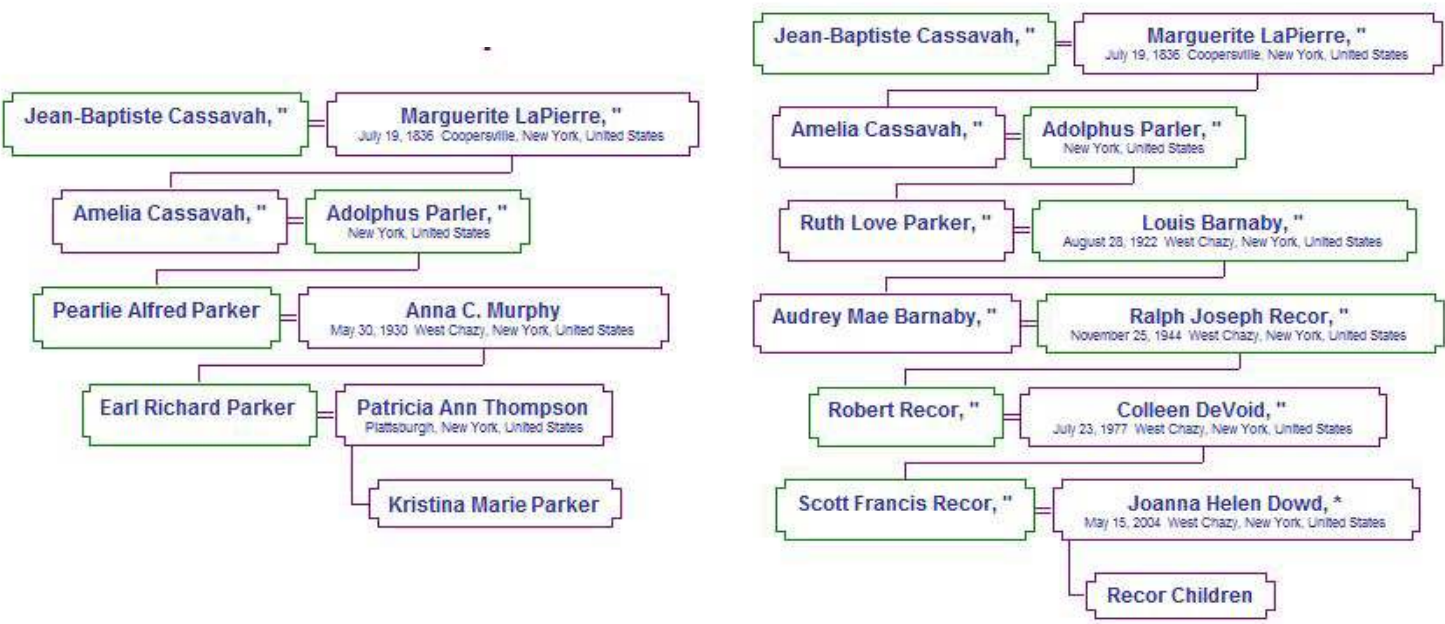 Jean-Baptiste Cassavah, "
Marguerite LaPierre, "
July 19, 1836 Coopersville, New York, United States
Amelia Cassavah, "
Adolphus Parler, "
New York, United States
Pearlie Alfred Parker
Anna C. Murphy
May 30, 1930 West Chazy, New York, United States
Earl Richard Parker
Patricia Ann Thompson
Plattsburgh, New York, United States
Kristina Marie Parker
Jean-Baptiste Cassavah, "
Marguerite LaPierre, "
July 19, 1836 Coopersville, New York, United States
Amelia Cassavah, "
Adolphus Parler, "
New York, United States
Ruth Love Parker, "
Louis Barnaby, "
August 28, 1922 West Chazy, New York, United States
Audrey Mae Barnaby, "
Ralph Joseph Recor, "
November 25, 1944 West Chazy, New York, United States
Robert Recor, "
Colleen DeVoid, "
July 23, 1977 West Chazy, New York, United States
Scott Francis Recor, "
Joanna Helen Dowd, *
May 15, 2004 West Chazy, New York, United States
Recor Children